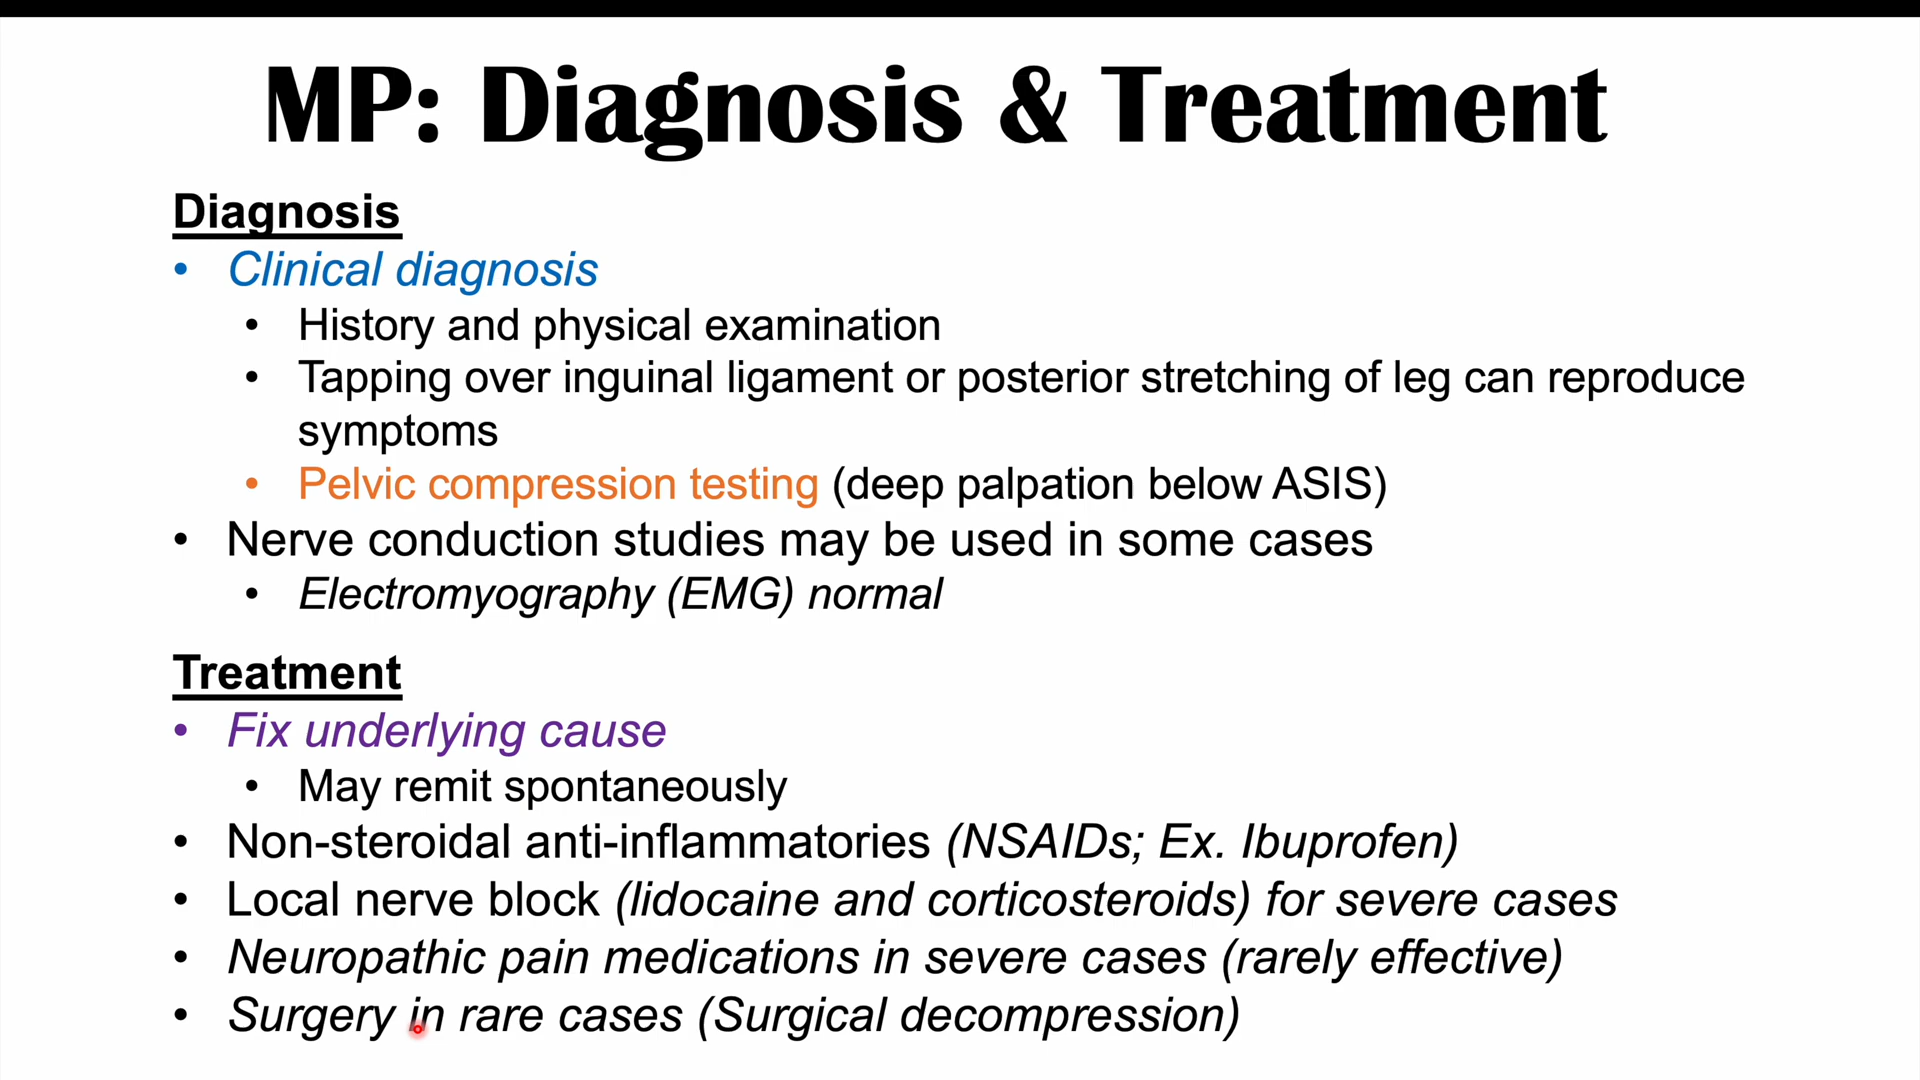 MP: Diagnosis & Treatment
Diagnosis
• Clinical diagnosis
• History and physical examination
• Tapping over inguinal ligament or posterior stretching of leg can reproduce
symptoms
• Pelvic compression testing (deep palpation below ASIS)
• Nerve conduction studies may be used in some cases
• Electromyography (EMG) normal
Treatment
• Fix underlying cause
• May remit spontaneously
• Non-steroidal anti-inflammatories (NSAIDs; Ex. Ibuprofen)
• Local nerve block (lidocaine and corticosteroids) for severe cases
• Neuropathic pain medications in severe cases (rarely effective)
• Surgery in rare cases (Surgical decompression)